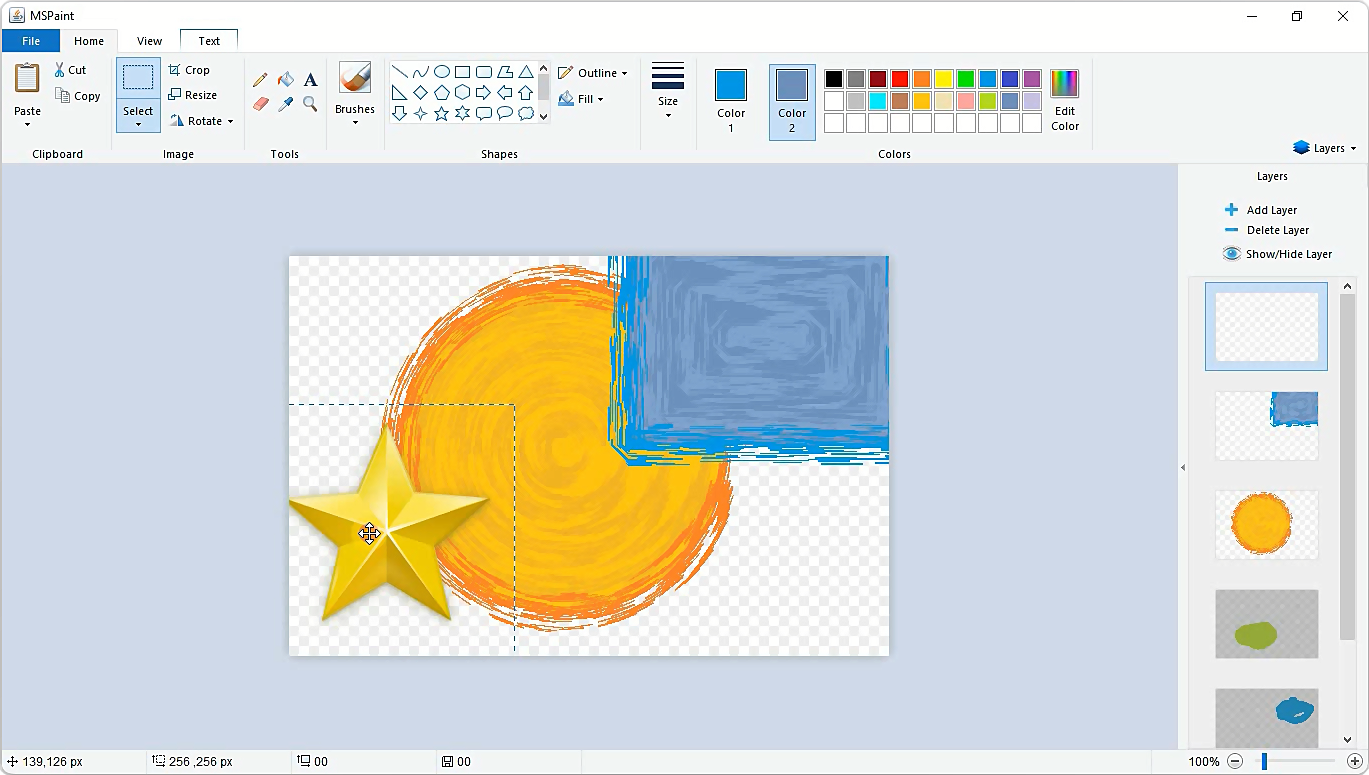 MSPaint
File
Home
View
Text
Paste
Cut
Copy
Clipboard
Select
Crop
Resize
Rotate
Image
A
Tools
Brushes
Outline
Fill
Shapes
Size
Color
1
Color
2
Edit
Color
Colors
Layers
Layers
Add Layer
Delete Layer
Show/Hide Layer
139,126 px
256 ,256 px
00
00
100%